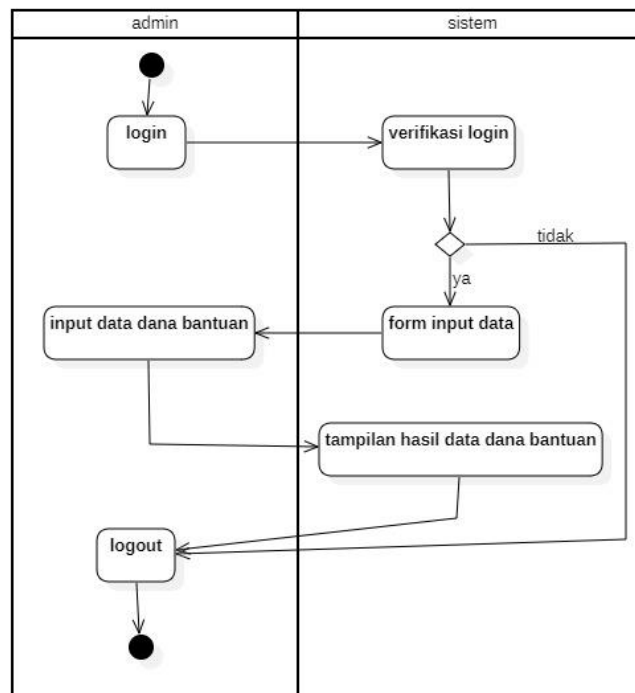 admin
sistem
login
verifikasi login
tidak
ya
input data dana bantuan
form input data
tampilan hasil data dana bantuan
logout